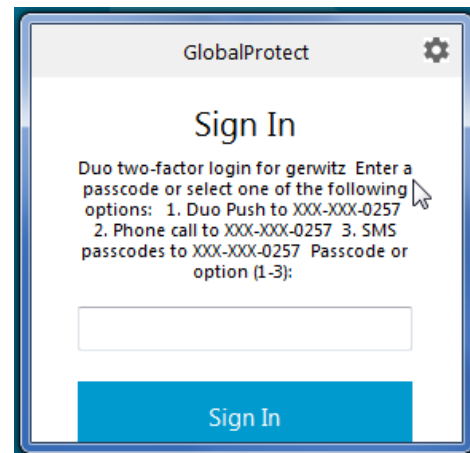 GlobalProtect
Sign In
Duo two-factor login for gerwitz Enter a
passcode or select one of the following
options: 1. Duo Push to XXX-XXX-0257
2. Phone call to XXX-XXX-0257 3. SMS
passcodes to XXX-XXX-0257 Passcode or
option (1-3):
Sign In